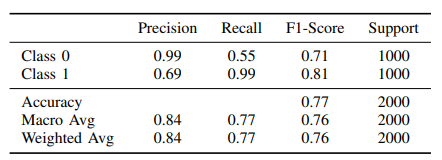 Precision Recall F1-Score Support
Class 0 0.99 0.55 0.71 1000
Class 1 0.69 0.99 0.81 1000
Accuracy 0.77 2000
Macro Avg 0.84 0.77 0.76 2000
Weighted Avg 0.84 0.77 0.76 2000